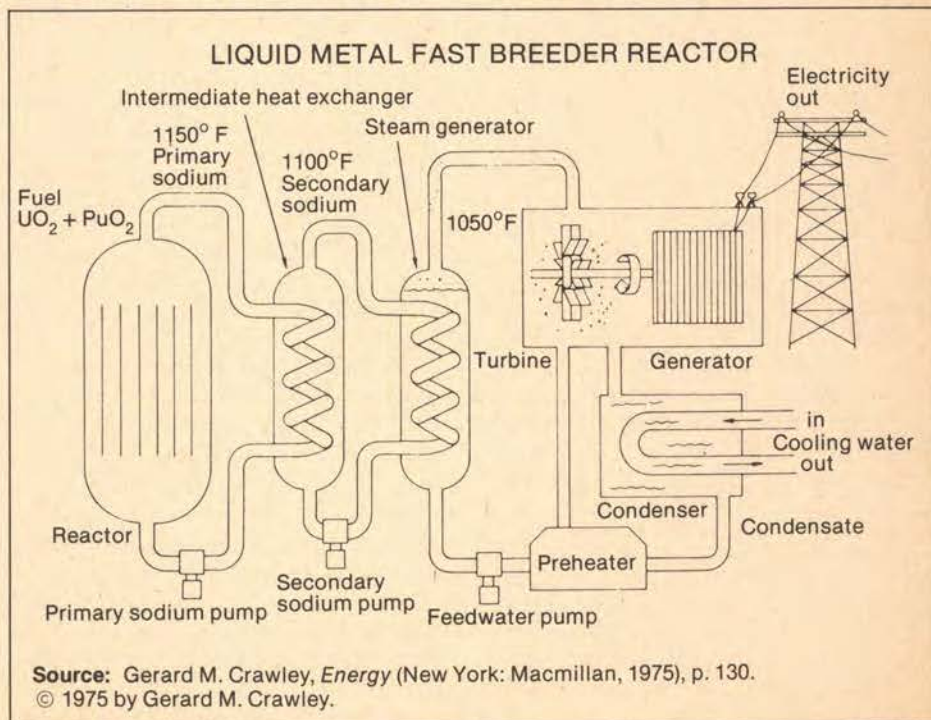 LIQUID METAL FAST BREEDER REACTOR
Electricity
out
Intermediate heat exchanger
Steam generator
1150° F
Primary
sodium
1100°F
Secondary
sodium
Fuel
UO₂ + PuO₂
1050°F
Turbine
Generator
in
Cooling water
out
Condenser
Condensate
Reactor
Preheater
Primary sodium pump
Secondary
sodium pump
Feedwater pump
Source: Gerard M. Crawley, Energy (New York: Macmillan, 1975), p. 130.
© 1975 by Gerard M. Crawley.